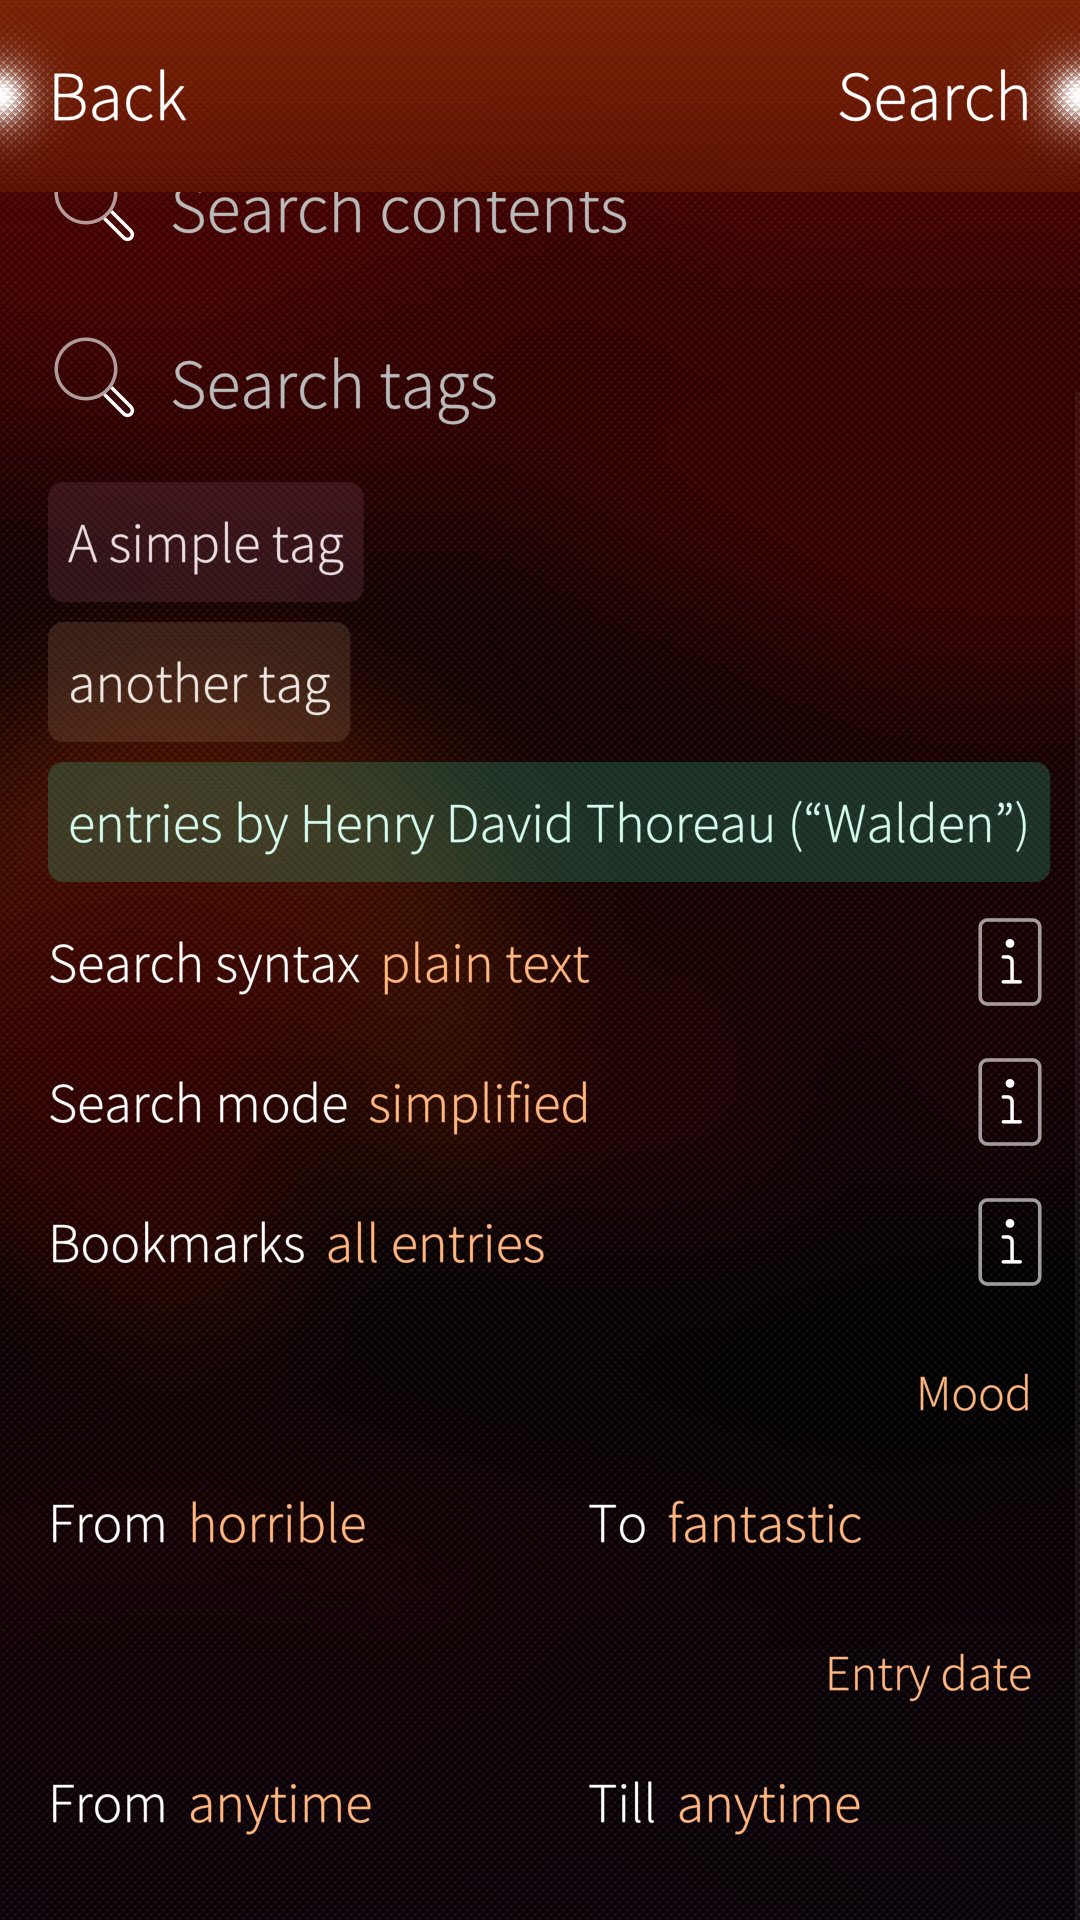 Back
Search
Search contents
Search tags
A simple tag
another tag
entries by Henry David Thoreau (“Walden”)
Search syntax plain text
Search mode simplified
Bookmarks all entries
Mood
From horrible To fantastic
Entry date
From anytime Till anytime